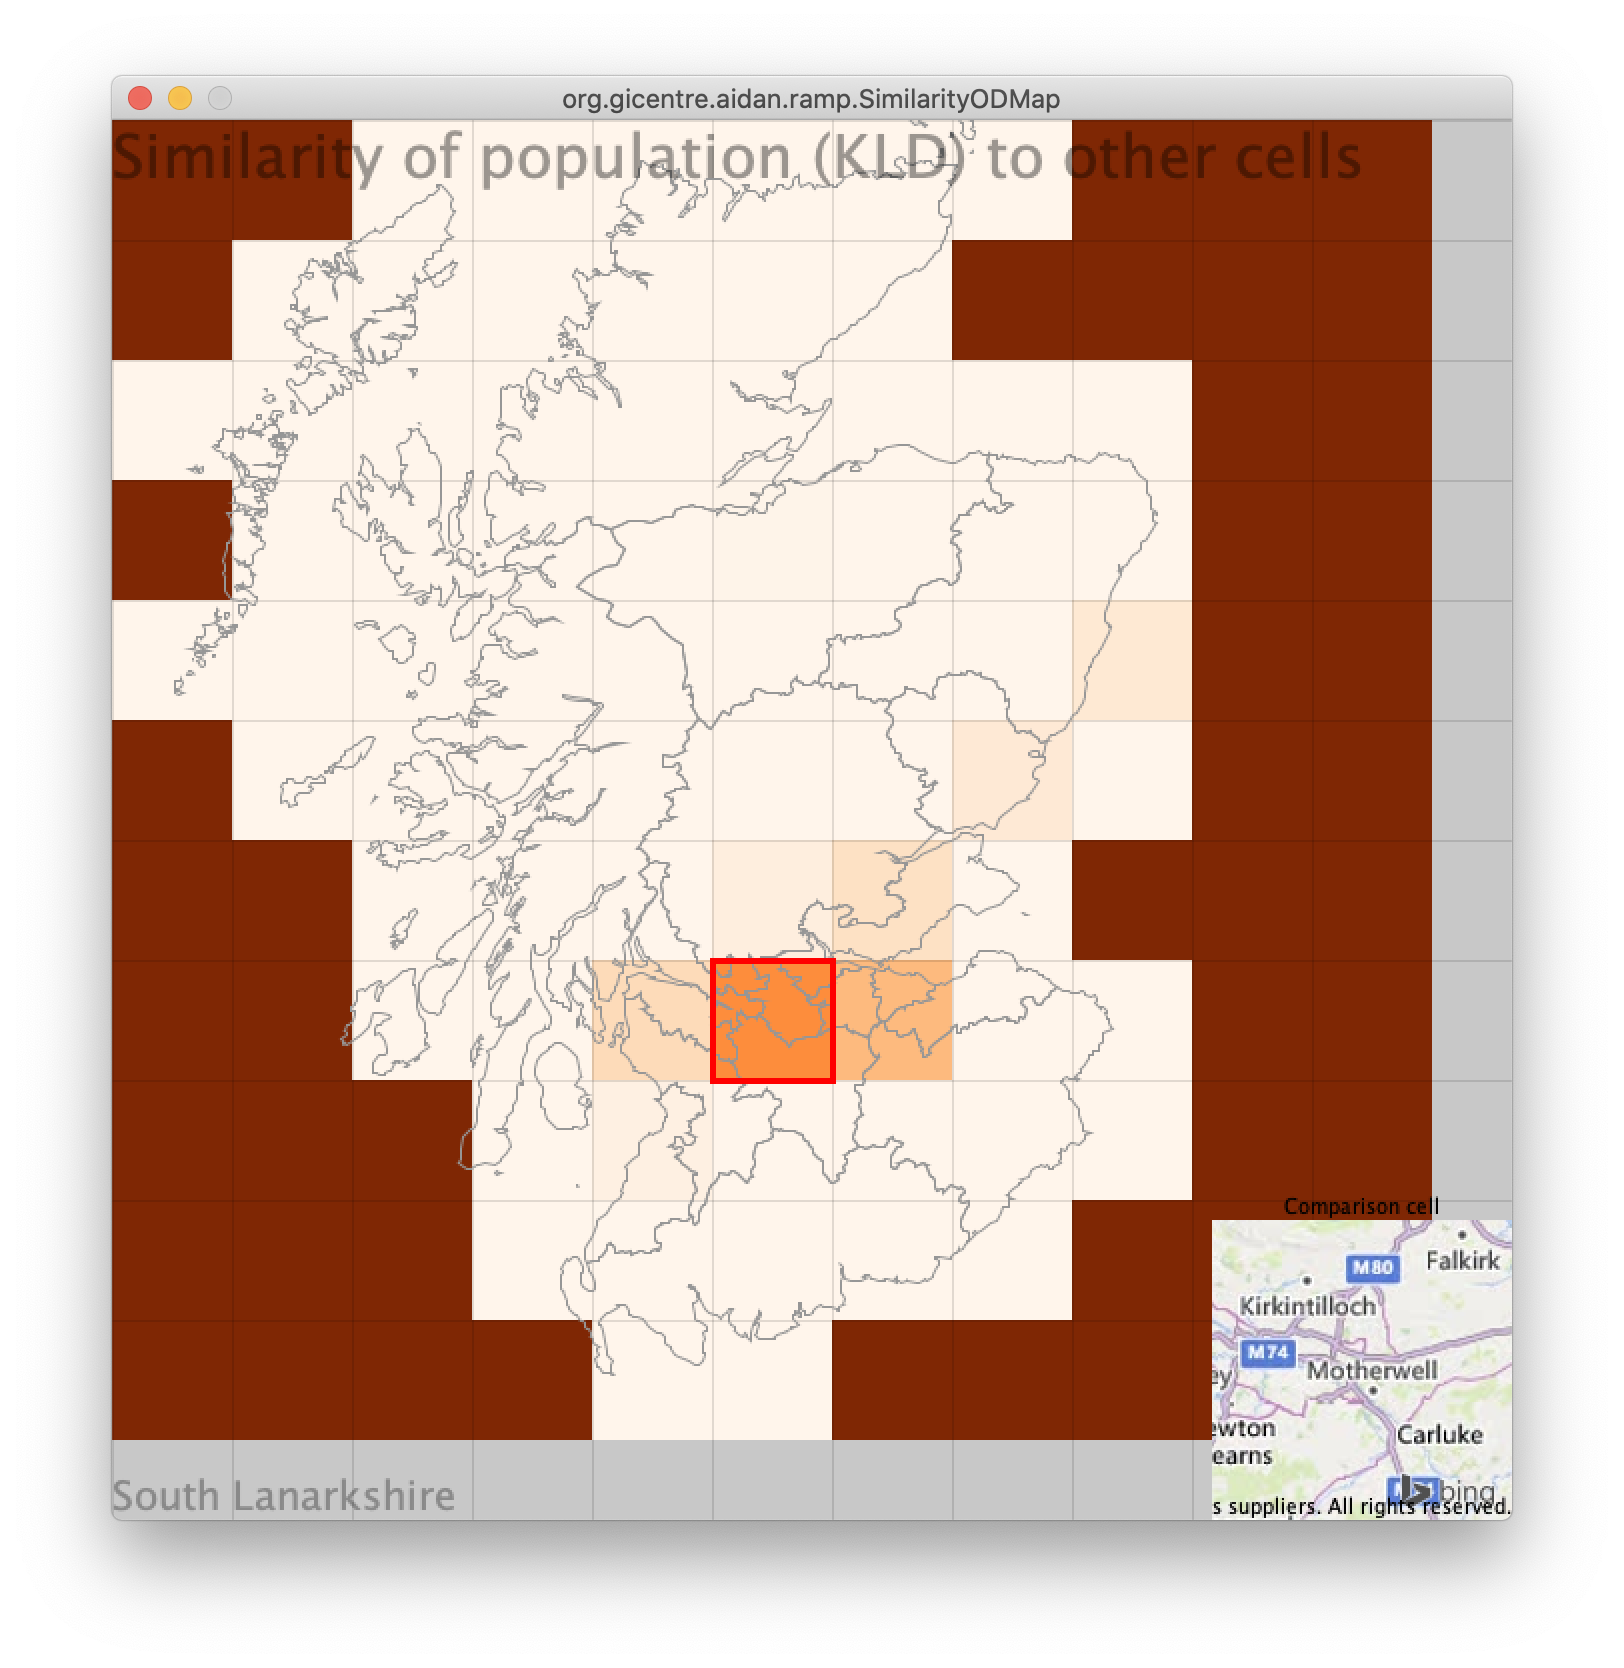 org.gicentre.aidan.ramp.SimilarityODMap
Similarity of population (KLD) to other cells
Comparison cell
Falkirk
M80
Kirkintilloch
M74
Motherwell
ey
ewton
earns
Carluke
bing
s suppliers. All rights reserved.
South Lanarkshire